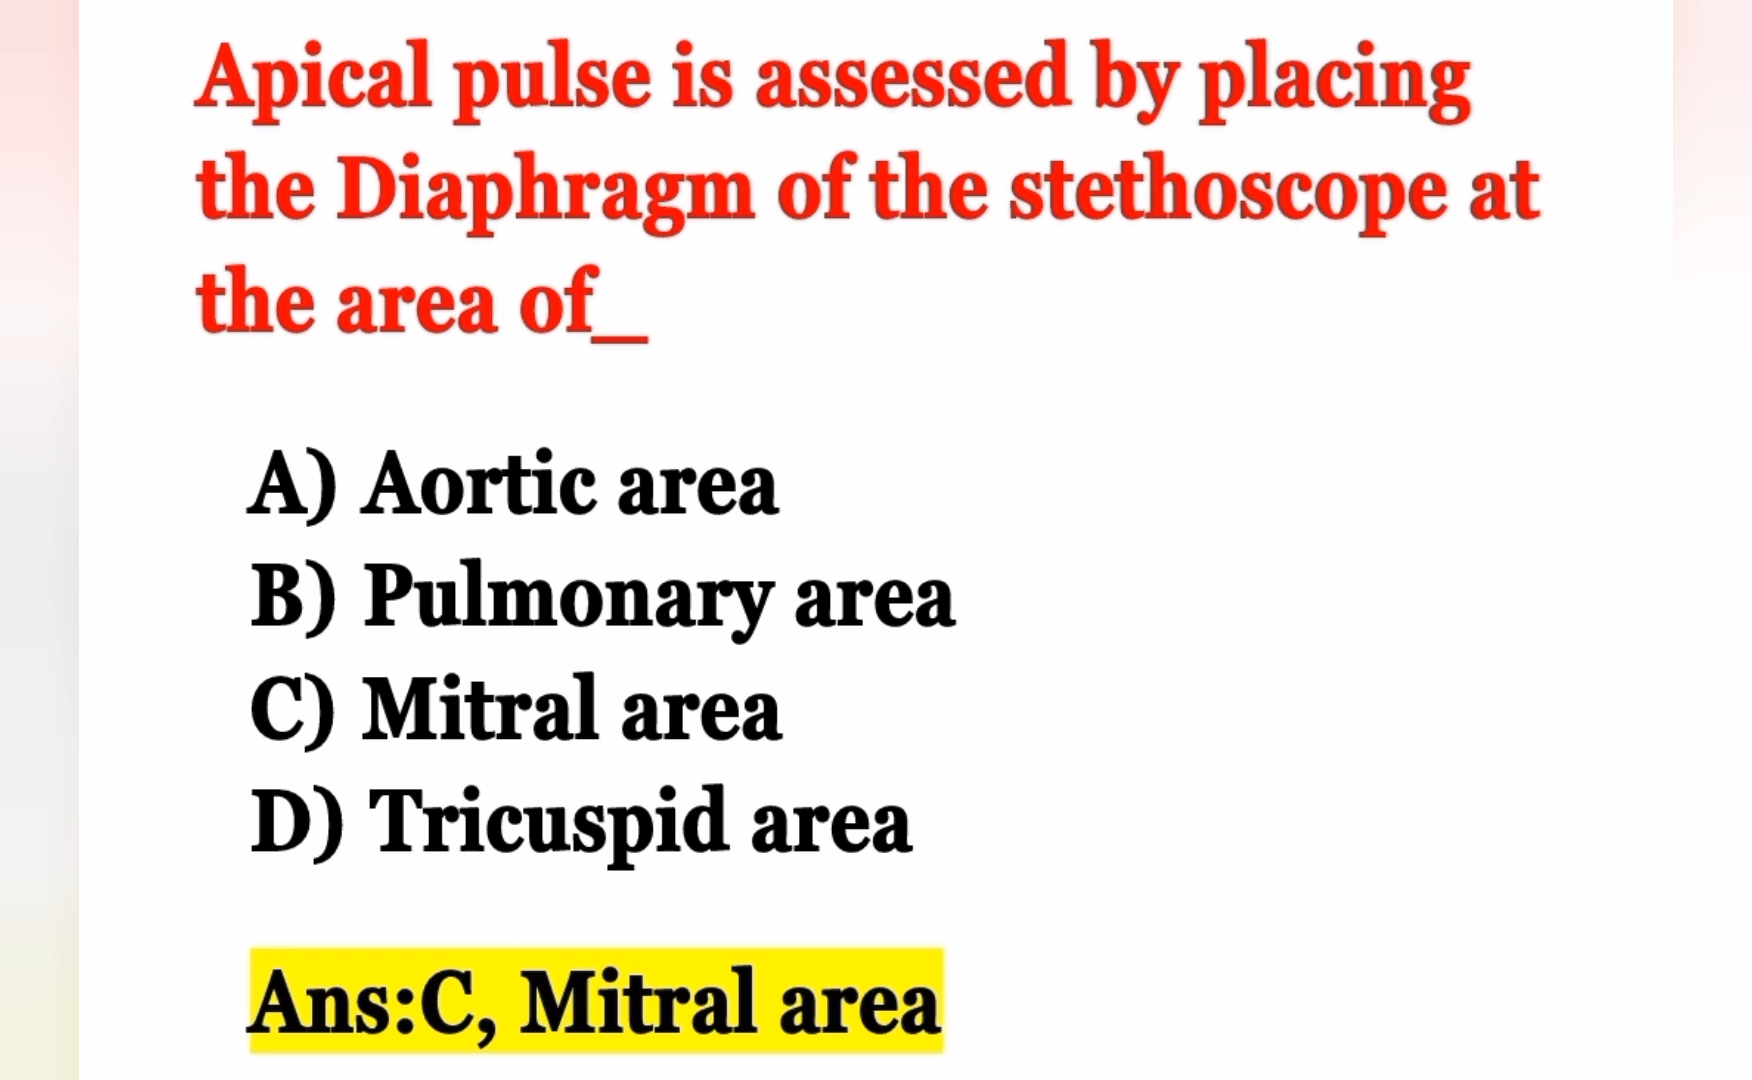 Apical pulse is assessed by placing
the Diaphragm of the stethoscope at
the area of_
A) Aortic area
B) Pulmonary area
C) Mitral area
D) Tricuspid area
Ans:C, Mitral area